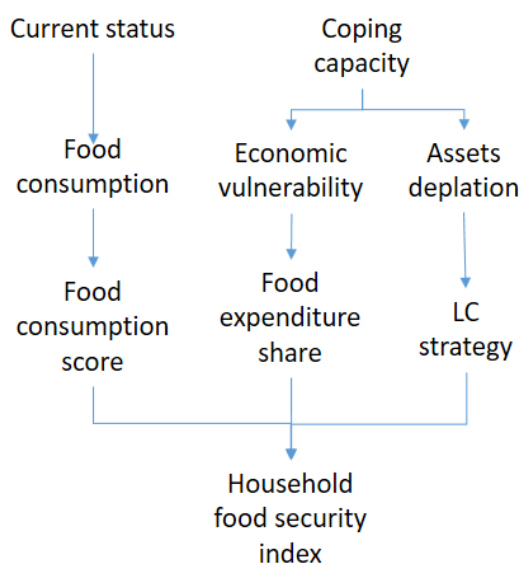 Current status
Coping
capacity
Food
consumption
Economic
vulnerability
Assets
deplation
Food
consumption
score
Food
expenditure
share
LC
strategy
Household
food security
index